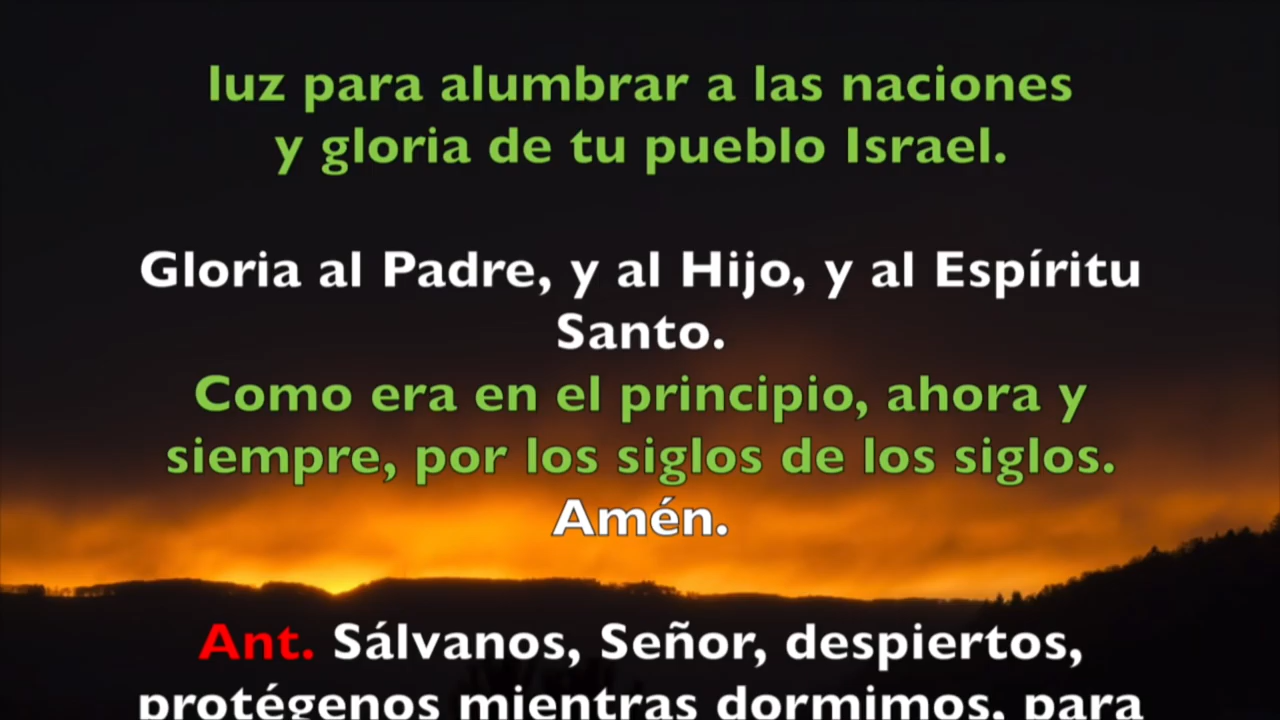 luz para alumbrar a las naciones
y gloria de tu pueblo Israel.
Gloria al Padre, y al Hijo, y al Espíritu
Santo.
Como era en el principio, ahora y
siempre, por los siglos de los siglos.
Amén.
Ant. Sálvanos, Señor, despiertos,
protégenos mientras dormimos, para